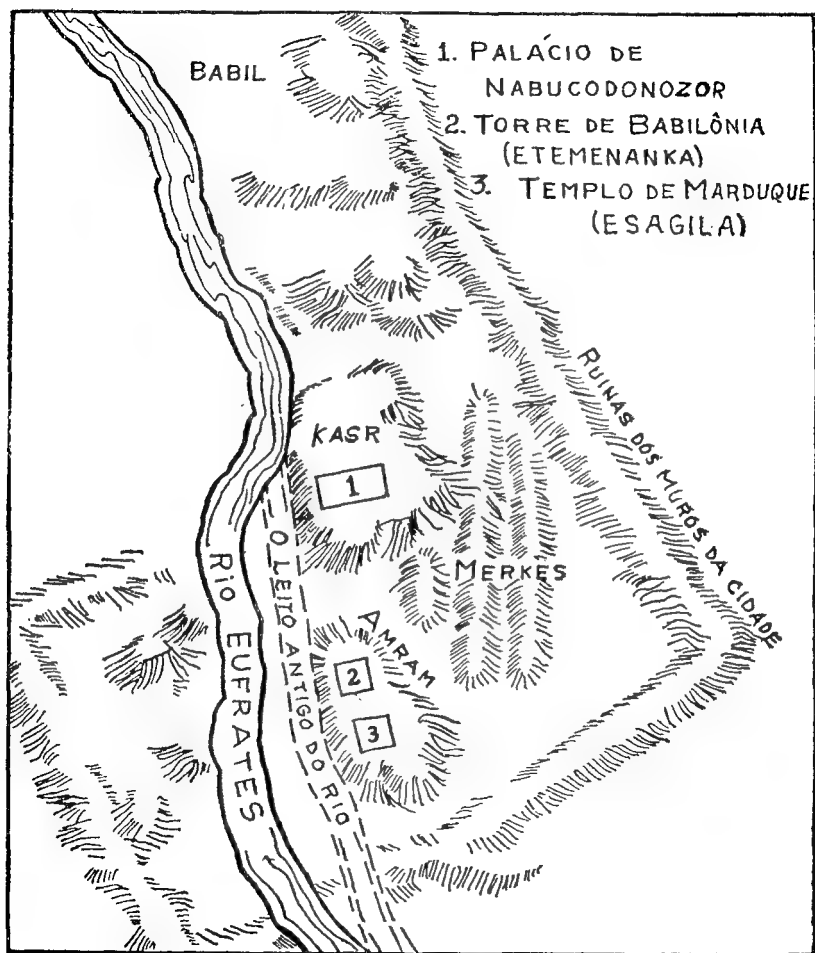 BABIL
1. PALÁCIO DE
NABUCODONOZOR
2. TORRE DE BABILÔNIA
(ETEMENANKA)
3. TEMPLO DE MARDUQUE
(ESAGILA)
RUINAS DOS MUROS DA CIDADE
KASR
1
MERKÊS
RIO EUFRATES
O LEITO ANTIGO DO RIO
AMRAM
2
3